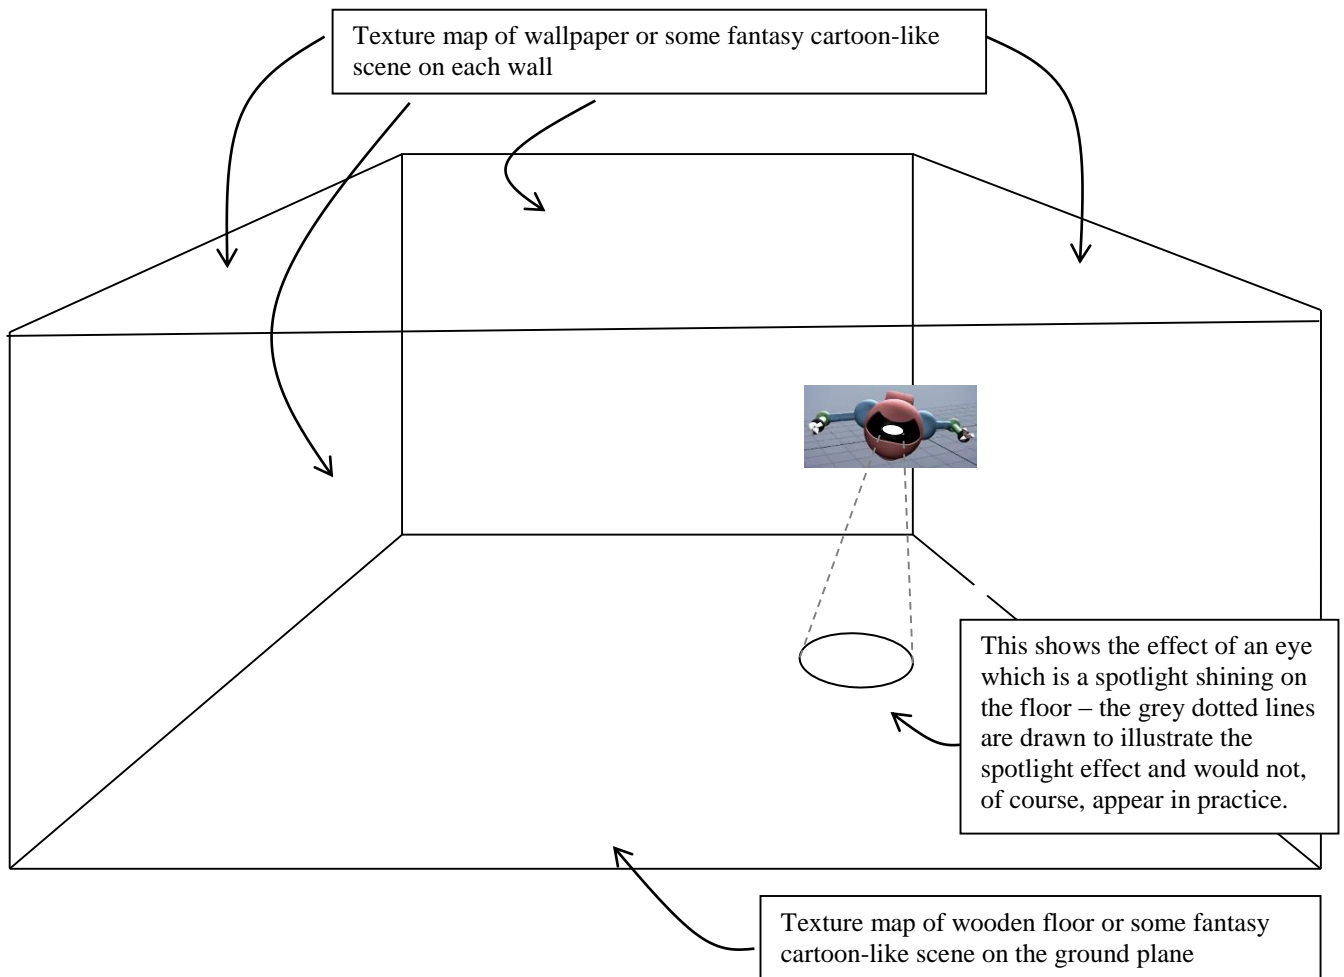 Texture map of wallpaper or some fantasy cartoon-like
scene on each wall
This shows the effect of an eye
which is a spotlight shining on
the floor – the grey dotted lines
are drawn to illustrate the
spotlight effect and would not,
of course, appear in practice.
Texture map of wooden floor or some fantasy
cartoon-like scene on the ground plane